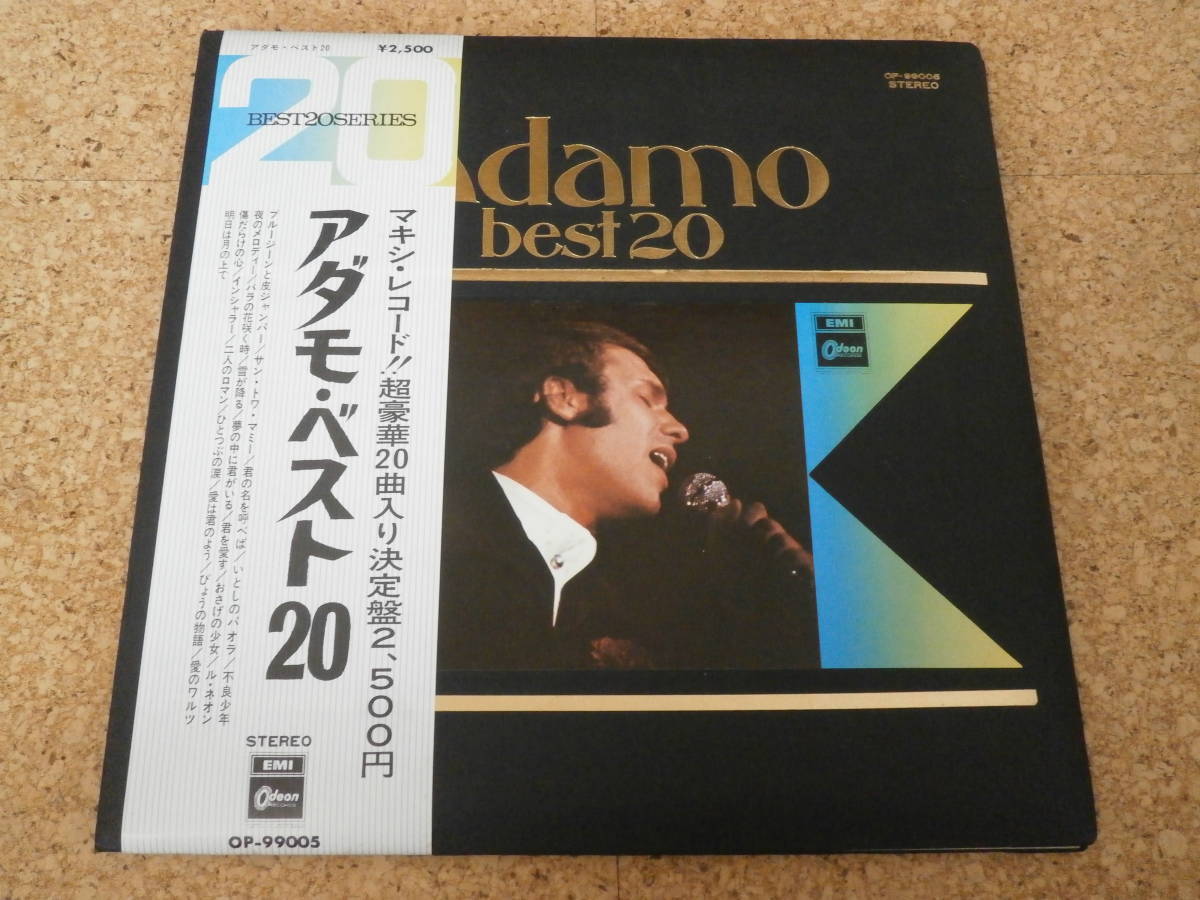 アダモ・ベスト20
¥2,500
20
BEST20SERIES
マキシ・レコード!!超豪華20曲入り決定盤2、500円
アダモ・ベスト20
ブルージーンと皮ジャンパー/サン・トワ・マミー/君の名を呼べば/いとしのパオラ/不良少年
夜のメロディー/バラの花咲く時/雪が降る/夢の中に君がいる/君を愛す/おさげの少女/ル・ネオン
傷だらけの心/インシャラー/二人のロマン/ひとつぶの涙/愛は君のよう/ぴょうの物語/愛のワルツ
明日は月の上で
STEREO
EMI
Odeon
RECORDS
OP-99005
OP-99005
STEREO
Adamo
best 20
EMI
Odeon
RECORDS